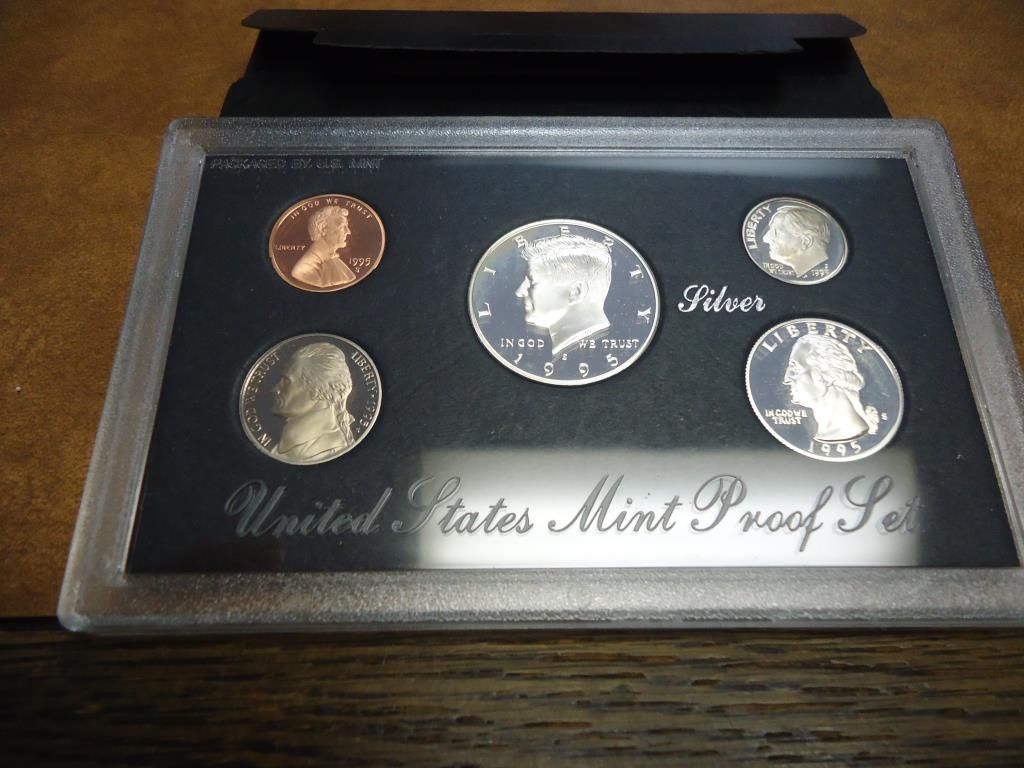 PACKAGED BY U.S. MINT
IN GOD WE TRUST
LIBERTY
1995
S
LIBERTY
IN GOD WE TRUST
S
1995
Silver
LIBERTY
IN GOD
WE TRUST
S
1995
IN GOD WE TRUST
LIBERTY • 1995
S
LIBERTY
IN GOD WE
TRUST
S
1995
United States Mint Proof Set